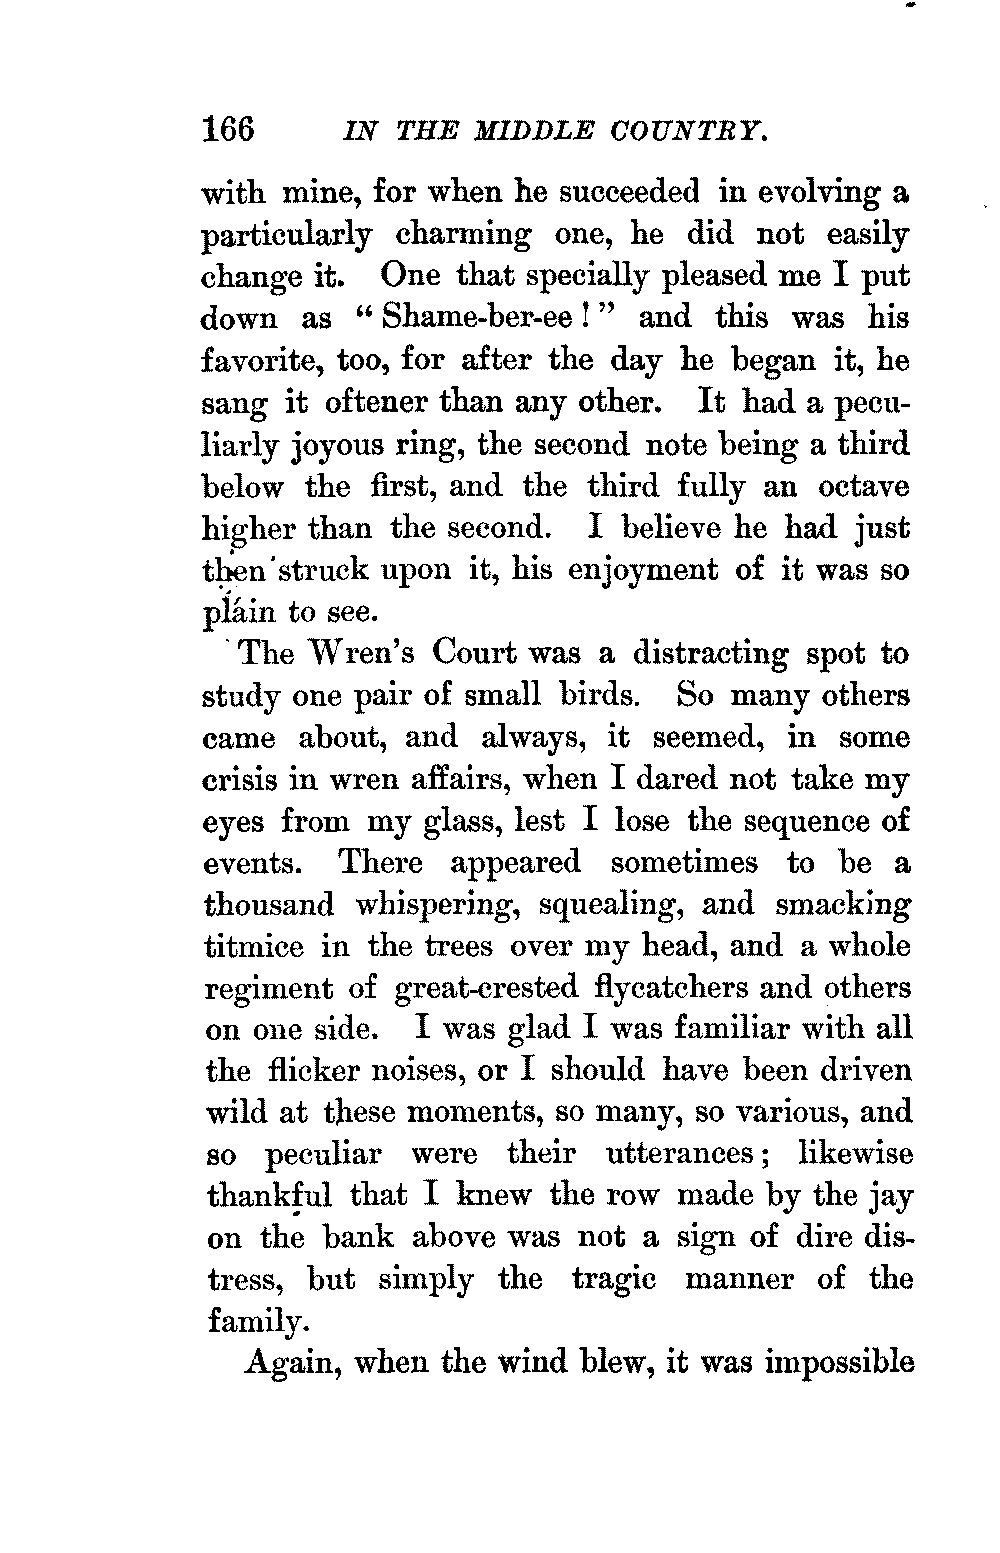 166 IN THE MIDDLE COUNTRY.
with mine, for when he succeeded in evolving a
particularly charming one, he did not easily
change it. One that specially pleased me I put
down as “ Shame-ber-ee ! ” and this was his
favorite, too, for after the day he began it, he
sang it oftener than any other. It had a pecu-
liarly joyous ring, the second note being a third
below the first, and the third fully an octave
higher than the second. I believe he had just
then struck upon it, his enjoyment of it was so
plain to see.
The Wren’s Court was a distracting spot to
study one pair of small birds. So many others
came about, and always, it seemed, in some
crisis in wren affairs, when I dared not take my
eyes from my glass, lest I lose the sequence of
events. There appeared sometimes to be a
thousand whispering, squealing, and smacking
titmice in the trees over my head, and a whole
regiment of great-crested flycatchers and others
on one side. I was glad I was familiar with all
the flicker noises, or I should have been driven
wild at these moments, so many, so various, and
so peculiar were their utterances ; likewise
thankful that I knew the row made by the jay
on the bank above was not a sign of dire dis-
tress, but simply the tragic manner of the
family.
Again, when the wind blew, it was impossible